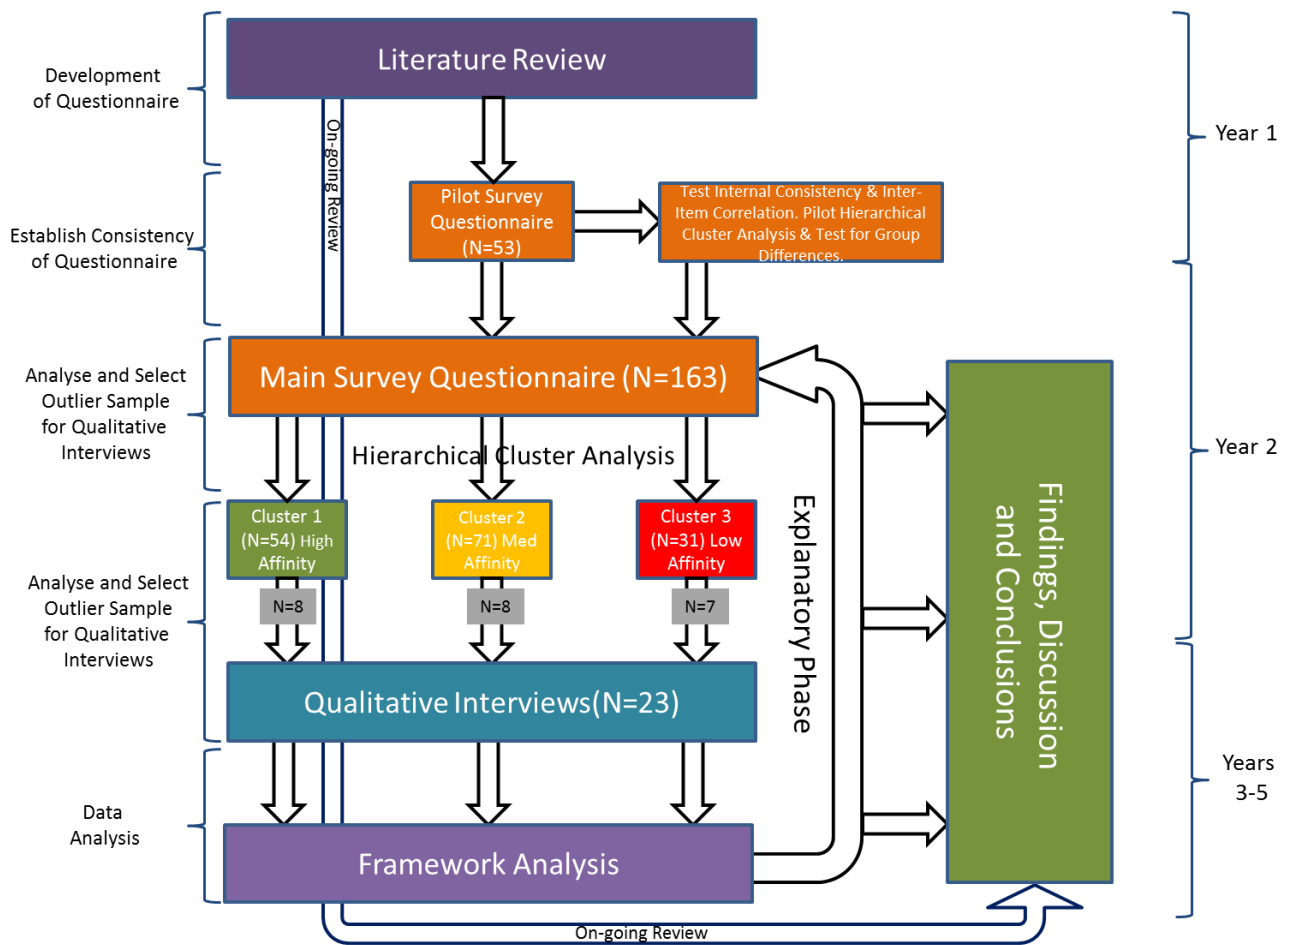 Literature Review
Development
of Questionnaire
Year 1
On-going Review
Pilot Survey
Questionnaire
(N=53)
Test Internal Consistency & Inter-
Item Correlation. Pilot Hierarchical
Cluster Analysis & Test for Group
Differences.
Establish Consistency
of Questionnaire
Main Survey Questionnaire (N=163)
Analyse and Select
Outlier Sample
for Qualitative
Interviews
Year 2
Hierarchical Cluster Analysis
Cluster 1
(N=54) High
Affinity
Cluster 2
(N=71) Med
Affinity
Cluster 3
(N=31) Low
Affinity
Explanatory Phase
Findings, Discussion
and Conclusions
Analyse and Select
Outlier Sample
for Qualitative
Interviews
N=8
N=8
N=7
Qualitative Interviews(N=23)
Years
3-5
Data
Analysis
Framework Analysis
On-going Review